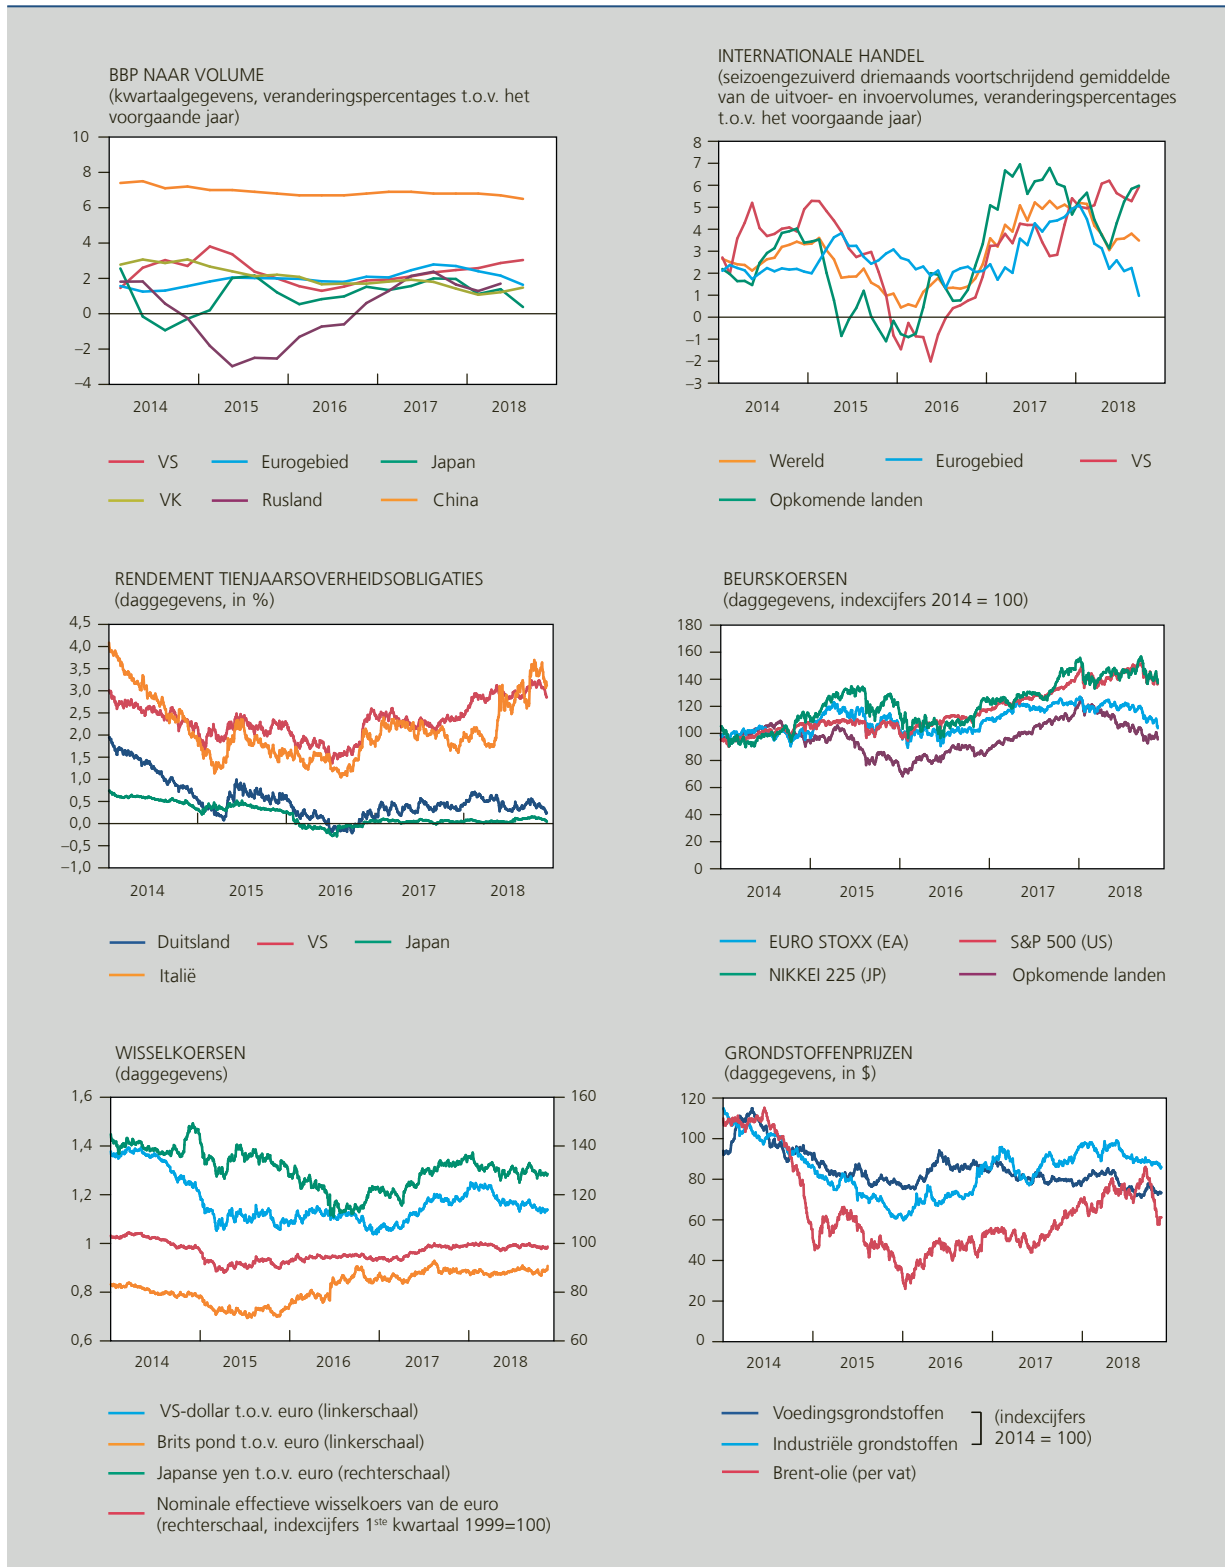 BBP NAAR VOLUME
(kwartaalgegevens, veranderingspercentages t.o.v. het
voorgaande jaar)
10
8
6
4
2
0
–2
–4
2014 2015 2016 2017 2018
VS Eurogebied Japan
VK Rusland China
INTERNATIONALE HANDEL
(seizoengezuiverd driemaands voortschrijdend gemiddelde
van de uitvoer- en invoervolumes, veranderingspercentages
t.o.v. het voorgaande jaar)
8
7
6
5
4
3
2
1
0
–1
–2
–3
2014 2015 2016 2017 2018
Wereld Eurogebied VS
Opkomende landen
RENDEMENT TIENJAARSOVERHEIDSOBLIGATIES
(daggegevens, in %)
4,5
4,0
3,5
3,0
2,5
2,0
1,5
1,0
0,5
0,0
–0,5
–1,0
2014 2015 2016 2017 2018
Duitsland VS Japan
Italië
BEURSKOERSEN
(daggegevens, indexcijfers 2014 = 100)
180
160
140
120
100
80
60
40
20
0
2014 2015 2016 2017 2018
EURO STOXX (EA) S&P 500 (US)
NIKKEI 225 (JP) Opkomende landen
WISSELKOERSEN
(daggegevens)
1,6 160
1,4 140
1,2 120
1 100
0,8 80
0,6 60
2014 2015 2016 2017 2018
VS-dollar t.o.v. euro (linkerschaal)
Brits pond t.o.v. euro (linkerschaal)
Japanse yen t.o.v. euro (rechterschaal)
Nominale effectieve wisselkoers van de euro
(rechterschaal, indexcijfers 1ste kwartaal 1999=100)
GRONDSTOFFENPRIJZEN
(daggegevens, in $)
120
100
80
60
40
20
0
2014 2015 2016 2017 2018
Voedingsgrondstoffen (indexcijfers
Industriële grondstoffen 2014 = 100)
Brent-olie (per vat)